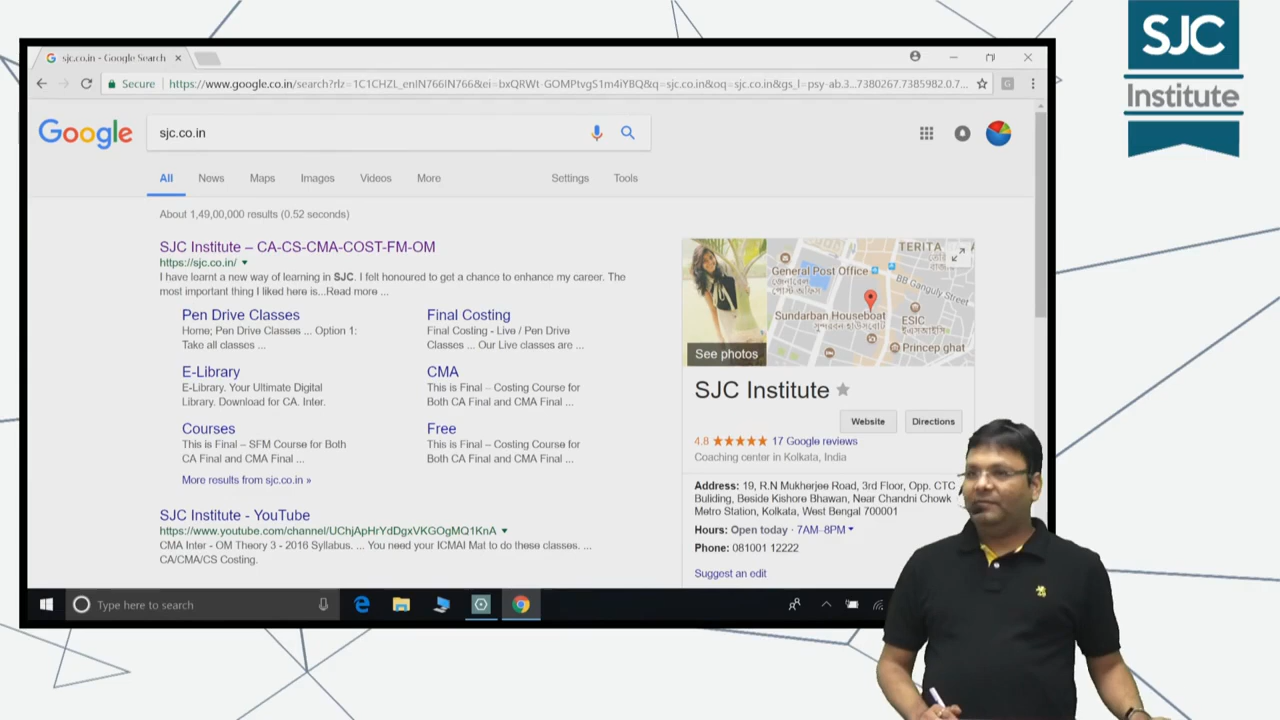 sjc.co.in - Google Search
Secure
https://www.google.co.in/search?rlz=1C1CHZL_enIN766IN766&ei=bxQRWt-GOMPtvgS1m4iYBQ&q=sjc.co.in&oq=sjc.co.in&gs_l=psy-ab.3...7380267.7385982.0.7...
Google
sjc.co.in
All
News
Maps
Images
Videos
More
Settings
Tools
About 1,49,00,000 results (0.52 seconds)
SJC Institute – CA-CS-CMA-COST-FM-OM
https://sjc.co.in/
I have learnt a new way of learning in SJC. I felt honoured to get a chance to enhance my career. The
most important thing I liked here is...Read more ...
Pen Drive Classes
Home; Pen Drive Classes ... Option 1:
Take all classes ...
Final Costing
Final Costing - Live / Pen Drive
Classes ... Our Live classes are ...
E-Library
E-Library. Your Ultimate Digital
Library. Download for CA. Inter.
CMA
This is Final – Costing Course for
Both CA Final and CMA Final ...
Courses
This is Final – SFM Course for Both
CA Final and CMA Final ...
Free
This is Final – Costing Course for
Both CA Final and CMA Final ...
More results from sjc.co.in »
SJC Institute - YouTube
https://www.youtube.com/channel/UChjApHrYdDgxVKGOgMQ1KnA
CMA Inter - OM Theory 3 - 2016 Syllabus. ... You need your ICMAI Mat to do these classes. ...
CA/CMA/CS Costing.
TERITA
General Post Office
জেনারেল
পোস্ট অফিস
BB Ganguly Street
Sundarban Houseboat
সুন্দরবন হাউসবোট
ESIC
ইএসআইসি
Princep ghat
See photos
SJC Institute
Website
Directions
4.8
17 Google reviews
Coaching center in Kolkata, India
Address: 19, R.N Mukherjee Road, 3rd Floor, Opp. CTC
Buliding, Beside Kishore Bhawan, Near Chandni Chowk
Metro Station, Kolkata, West Bengal 700001
Hours: Open today · 7AM–8PM
Phone: 081001 12222
Suggest an edit
Type here to search
SJC
Institute